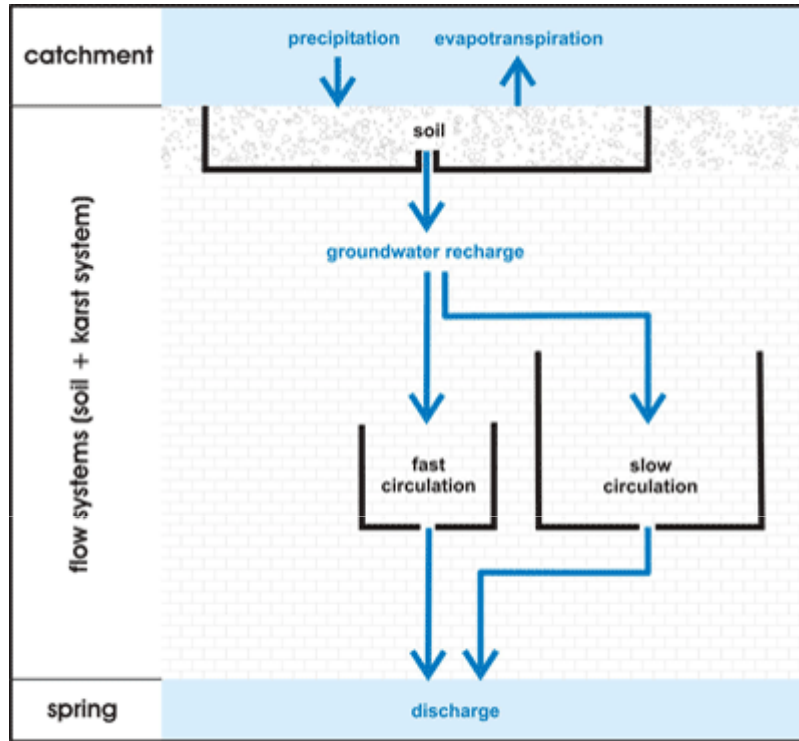 catchment
precipitation evapotranspiration
soil
flow systems (soil + karst system)
groundwater recharge
fast
circulation
slow
circulation
spring
discharge